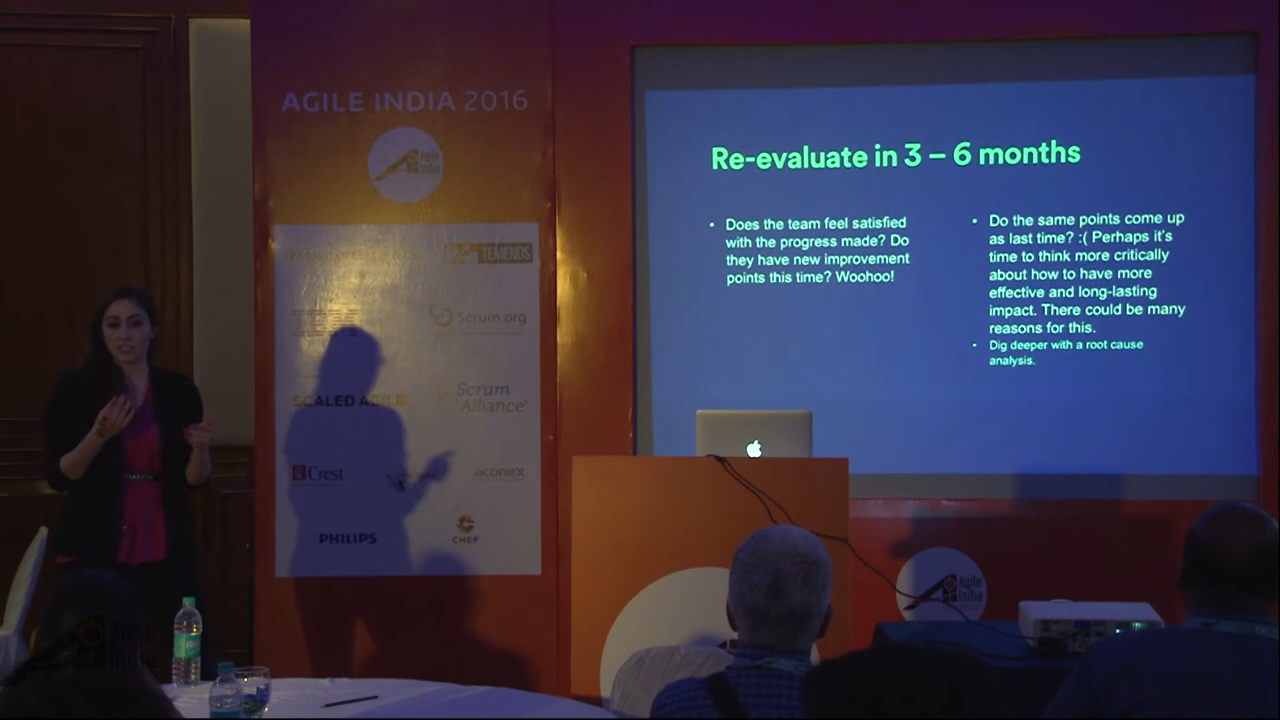 AGILE INDIA 2016
Agile
India
TEMENOS
Scrum.org
SCALED AGILE
Scrum
Alliance
Crest
aconex
PHILIPS
CHEF
Re-evaluate in 3 – 6 months
• Does the team feel satisfied
with the progress made? Do
they have new improvement
points this time? Woohoo!
• Do the same points come up
as last time? :( Perhaps it's
time to think more critically
about how to have more
effective and long-lasting
impact. There could be many
reasons for this.
• Dig deeper with a root cause
analysis.
Agile
India
Agile
India